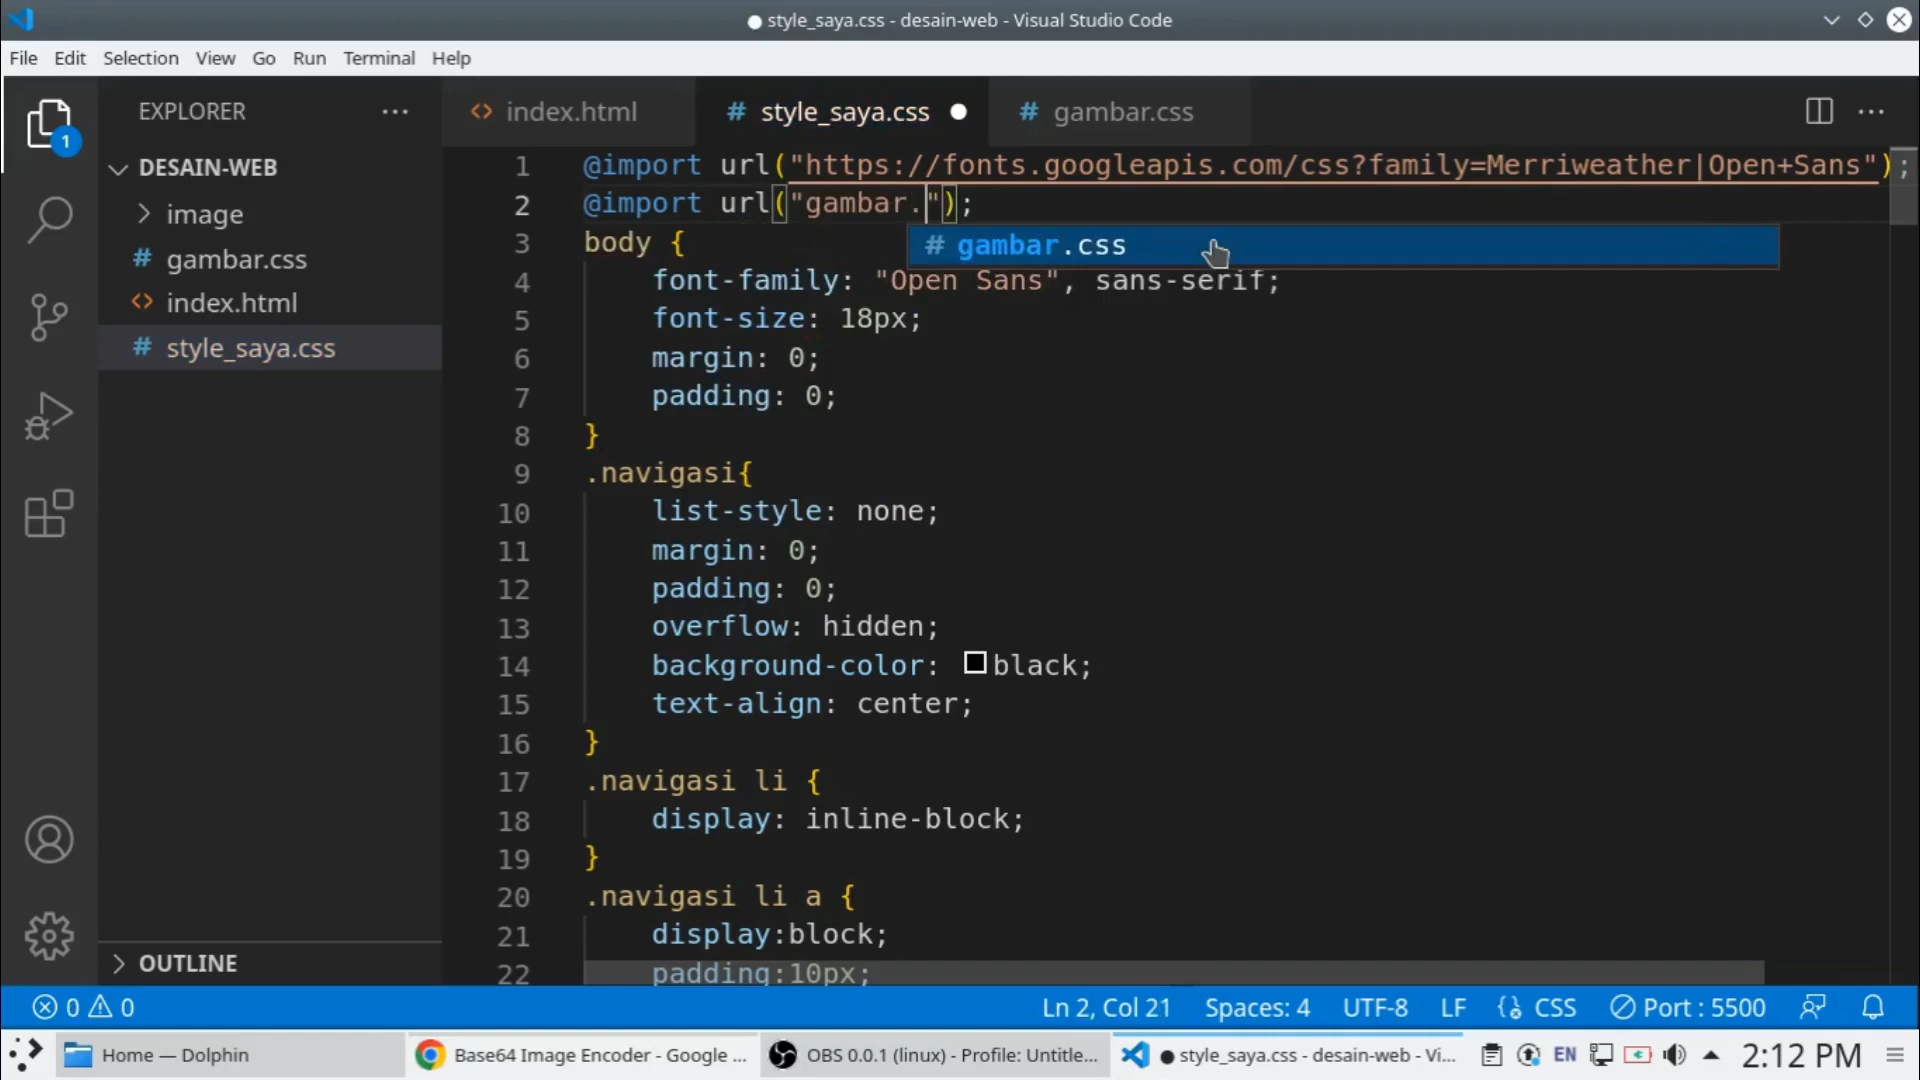 style_saya.css - desain-web - Visual Studio Code
File Edit Selection View Go Run Terminal Help
EXPLORER ···
index.html
# style_saya.css
# gambar.css
1
DESAIN-WEB
image
# gambar.css
<> index.html
# style_saya.css
OUTLINE
1 @import url("https://fonts.googleapis.com/css?family=Merriweather|Open+Sans");
2 @import url("gambar.");
# gambar.css
3 body {
4 font-family: "Open Sans", sans-serif;
5 font-size: 18px;
6 margin: 0;
7 padding: 0;
8 }
9 .navigasi{
10 list-style: none;
11 margin: 0;
12 padding: 0;
13 overflow: hidden;
14 background-color: black;
15 text-align: center;
16 }
17 .navigasi li {
18 display: inline-block;
19 }
20 .navigasi li a {
21 display:block;
22 padding:10px;
0 0 Ln 2, Col 21 Spaces: 4 UTF-8 LF CSS Port : 5500
Home — Dolphin Base64 Image Encoder - Google ... OBS 0.0.1 (linux) - Profile: Untitle... style_saya.css - desain-web - Vi... EN 2:12 PM